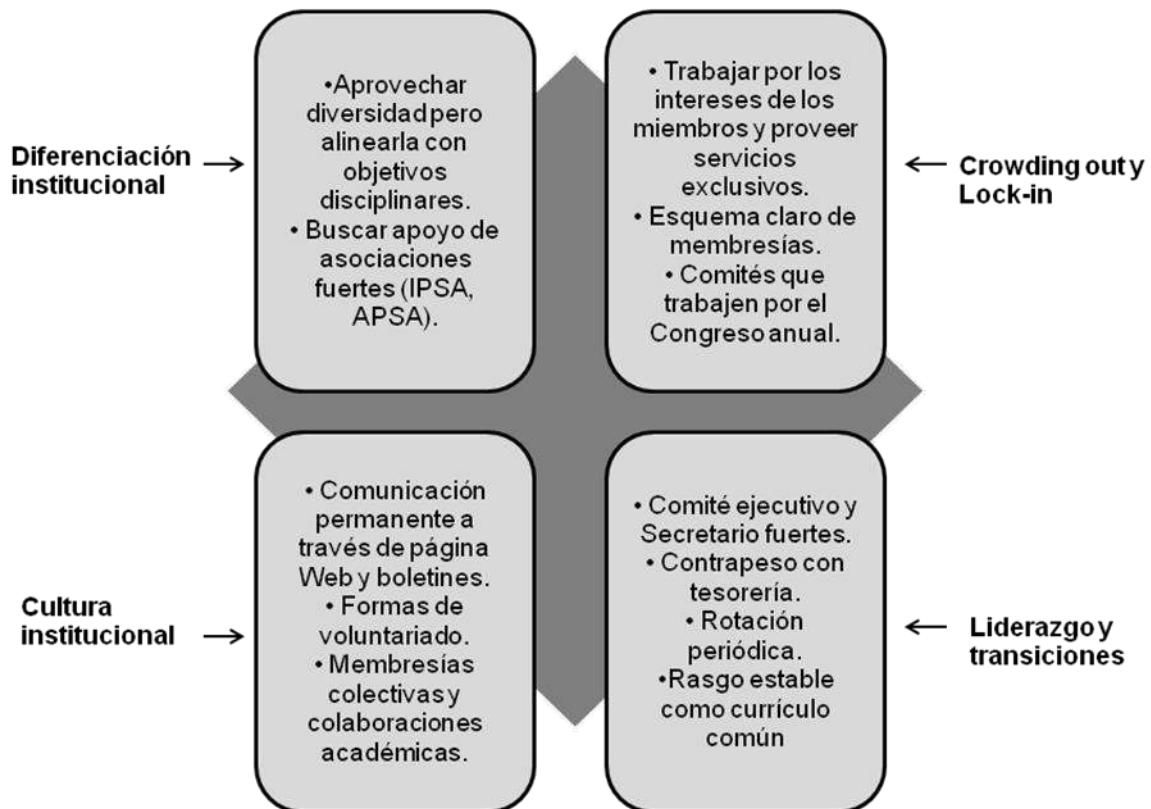 Diferenciación
institucional
•Aprovechar
diversidad pero
alinearla con
objetivos
disciplinares.
• Buscar apoyo de
asociaciones
fuertes (IPSA,
APSA).
• Trabajar por los
intereses de los
miembros y proveer
servicios
exclusivos.
• Esquema claro de
membresías.
• Comités que
trabajen por el
Congreso anual.
Crowding out y
Lock-in
Cultura
institucional
• Comunicación
permanente a
través de página
Web y boletines.
• Formas de
voluntariado.
• Membresías
colectivas y
colaboraciones
académicas.
• Comité ejecutivo y
Secretario fuertes.
• Contrapeso con
tesorería.
• Rotación
periódica.
•Rasgo estable
como currículo
común
Liderazgo y
transiciones